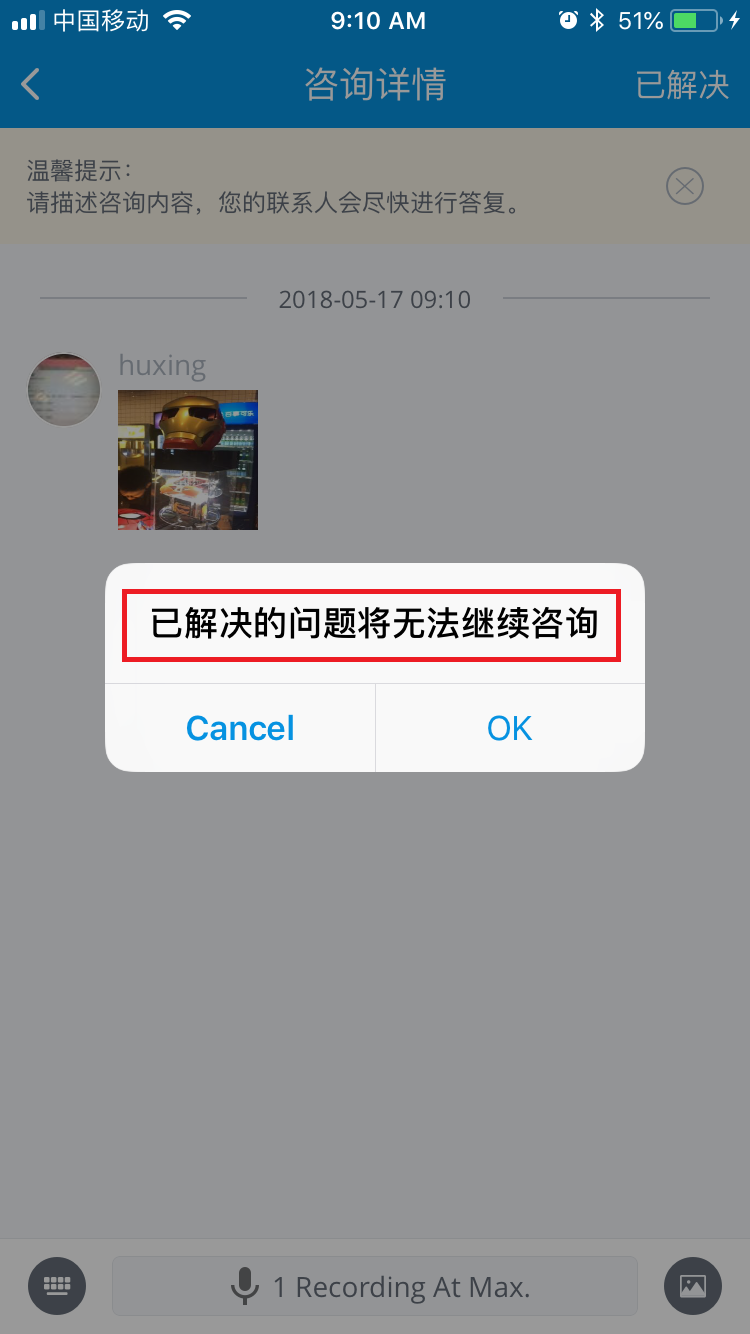 中国移动 9:10 AM 51%
咨询详情 已解决
温馨提示:
请描述咨询内容，您的联系人会尽快进行答复。
2018-05-17 09:10
huxing
已解决的问题将无法继续咨询
Cancel OK
1 Recording At Max.